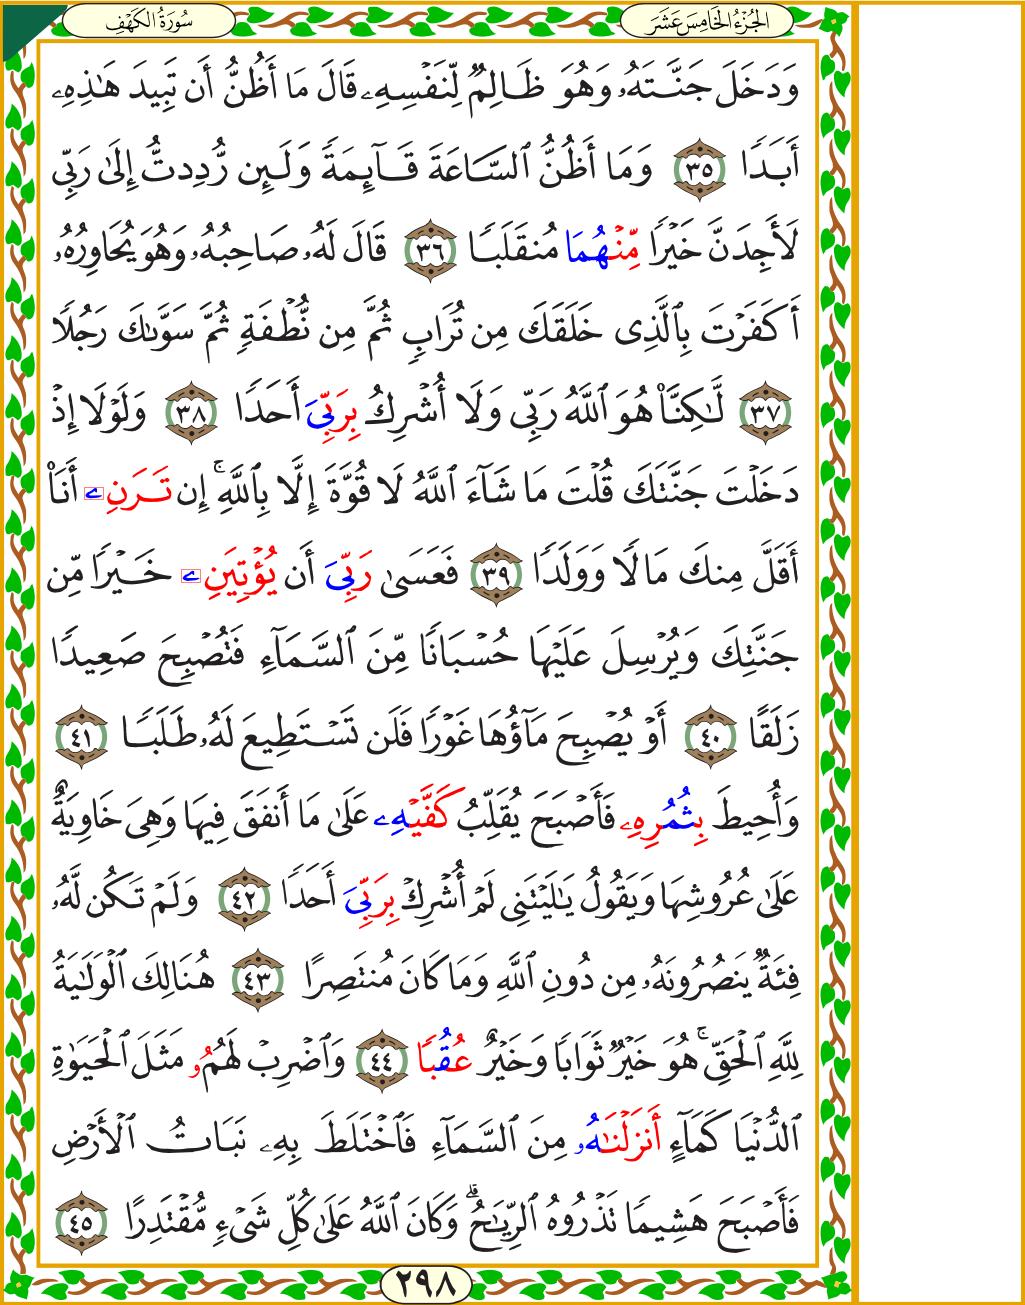 الجُزْءُ الخَامِسَ عَشَرَ
سُورَةُ الكَهْفِ
وَدَخَلَ جَنَّتَهُۥ وَهُوَ ظَالِمٌ لِّنَفْسِهِۦ قَالَ مَا أَظُنُّ أَن تَبِيدَ هَٰذِهِۦ
أَبَدًا ٣٥ وَمَا أَظُنُّ ٱلسَّاعَةَ قَآئِمَةً وَلَئِن رُّدِدتُّ إِلَىٰ رَبِّى
لَأَجِدَنَّ خَيْرًا مِّنْهُمَا مُنقَلَبًا ٣٦ قَالَ لَهُۥ صَاحِبُهُۥ وَهُوَ يُحَاوِرُهُۥ
أَكَفَرْتَ بِٱلَّذِى خَلَقَكَ مِن تُرَابٍ ثُمَّ مِن نُّطْفَةٍ ثُمَّ سَوَّىٰكَ رَجُلًا
٣٧ لَّٰكِنَّا۠ هُوَ ٱللَّهُ رَبِّى وَلَا أُشْرِكُ بِرَبِّىَ أَحَدًا ٣٨ وَلَوْلَا إِذْ
دَخَلْتَ جَنَّتَكَ قُلْتَ مَا شَآءَ ٱللَّهُ لَا قُوَّةَ إِلَّا بِٱللَّهِ ۚ إِن تَرَنِۦ أَنَا۠
أَقَلَّ مِنكَ مَالًا وَوَلَدًا ٣٩ فَعَسَىٰ رَبِّىَ أَن يُؤْتِيَنِۦ خَيْرًا مِّن
جَنَّتِكَ وَيُرْسِلَ عَلَيْهَا حُسْبَانًا مِّنَ ٱلسَّمَآءِ فَتُصْبِحَ صَعِيدًا
زَلَقًا ٤٠ أَوْ يُصْبِحَ مَآؤُهَا غَوْرًا فَلَن تَسْتَطِيعَ لَهُۥ طَلَبًا ٤١
وَأُحِيطَ بِثُمُرِهِۦ فَأَصْبَحَ يُقَلِّبُ كَفَّيْهِۦ عَلَىٰ مَا أَنفَقَ فِيهَا وَهِىَ خَاوِيَةٌ
عَلَىٰ عُرُوشِهَا وَيَقُولُ يَٰلَيْتَنِى لَمْ أُشْرِكْ بِرَبِّىَ أَحَدًا ٤٢ وَلَمْ تَكُن لَّهُۥ
فِئَةٌ يَنصُرُونَهُۥ مِن دُونِ ٱللَّهِ وَمَا كَانَ مُنتَصِرًا ٤٣ هُنَالِكَ ٱلْوَلَٰيَةُ
لِلَّهِ ٱلْحَقِّ ۚ هُوَ خَيْرٌ ثَوَابًا وَخَيْرٌ عُقُبًا ٤٤ وَٱضْرِبْ لَهُمُۥ مَثَلَ ٱلْحَيَوٰةِ
ٱلدُّنْيَا كَمَآءٍ أَنزَلْنَٰهُۥ مِنَ ٱلسَّمَآءِ فَٱخْتَلَطَ بِهِۦ نَبَاتُ ٱلْأَرْضِ
فَأَصْبَحَ هَشِيمًا تَذْرُوهُ ٱلرِّيَٰحُ ۗ وَكَانَ ٱللَّهُ عَلَىٰ كُلِّ شَىْءٍ مُّقْتَدِرًا ٤٥
٢٩٨